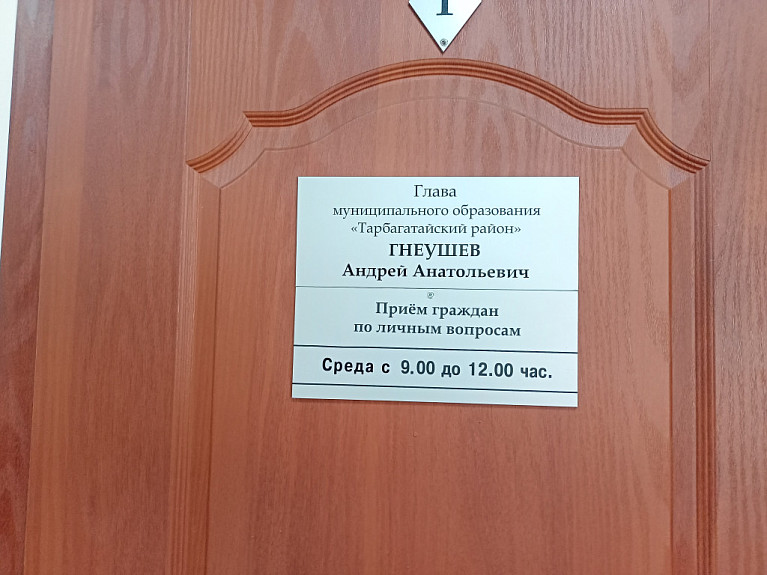 1
Глава
муниципального образования
«Тарбагатайский район»
ГНЕУШЕВ
Андрей Анатольевич
Приём граждан
по личным вопросам
Среда с 9.00 до 12.00 час.